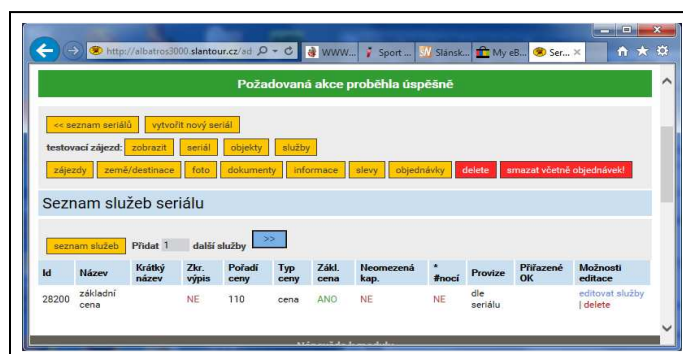 http://albatros3000.slantour.cz/ad
WWW... Sport ... Slánsk... My eB... Ser...
Požadovaná akce proběhla úspěšně
<< seznam seriálů vytvořit nový seriál
testovací zájezd: zobrazit seriál objekty služby
zájezdy země/destinace foto dokumenty informace slevy objednávky delete smazat včetně objednávek!
Seznam služeb seriálu
seznam služeb Přidat 1 další služby >>
Id Název Krátký název Zkr. výpis Pořadí ceny Typ ceny Zákl. cena Neomezená kap. * #nocí Provize Přiřazené OK Možnosti editace
28200 základní cena NE 110 cena ANO NE NE dle seriálu editovat služby | delete